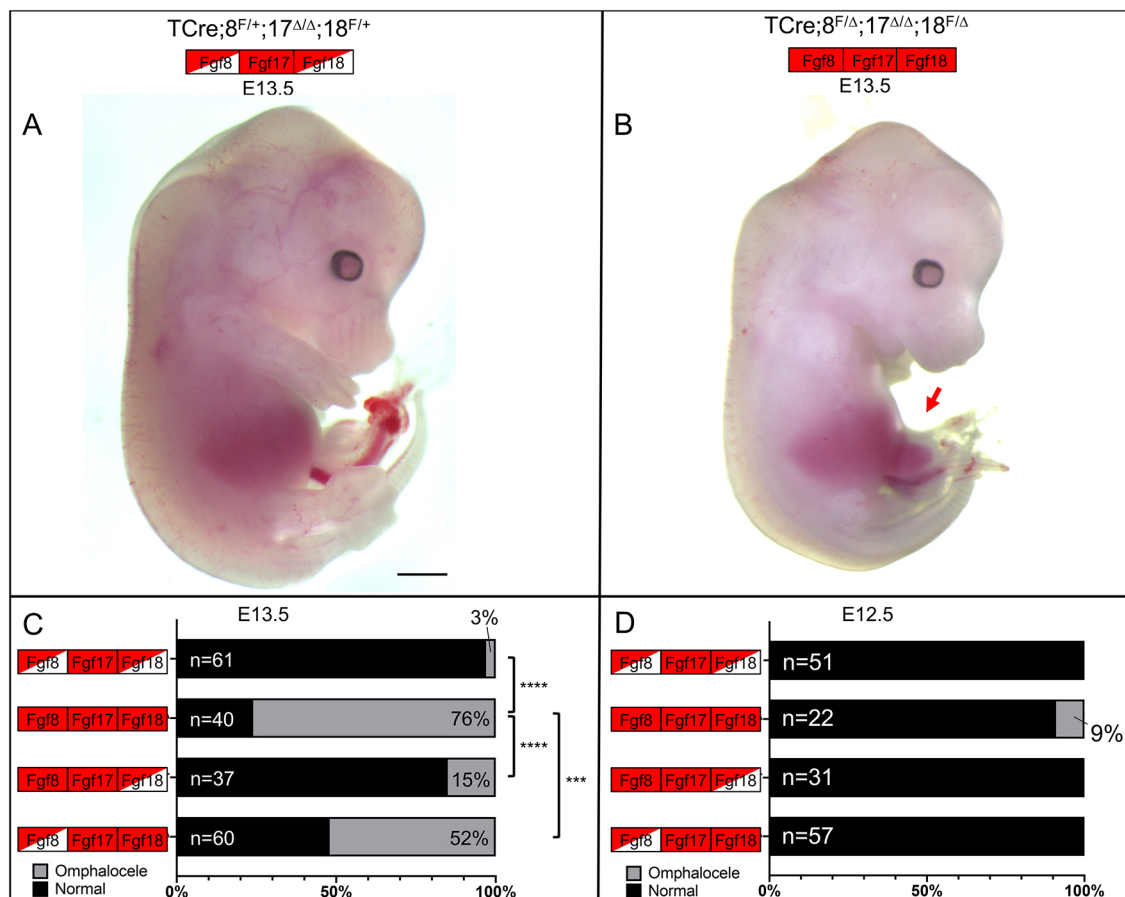 TCre;8F/+;17Δ/Δ;18F/+
Fgf8 Fgf17 Fgf18
E13.5
A
TCre;8F/Δ;17Δ/Δ;18F/Δ
Fgf8 Fgf17 Fgf18
E13.5
B
C
E13.5
3%
Fgf8 Fgf17 Fgf18 n=61
****
Fgf8 Fgf17 Fgf18 n=40 76%
****
***
Fgf8 Fgf17 Fgf18 n=37 15%
Fgf8 Fgf17 Fgf18 n=60 52%
Omphalocele
Normal
0% 50% 100%
D
E12.5
Fgf8 Fgf17 Fgf18 n=51
Fgf8 Fgf17 Fgf18 n=22
9%
Fgf8 Fgf17 Fgf18 n=31
Fgf8 Fgf17 Fgf18 n=57
Omphalocele
Normal
0% 50% 100%